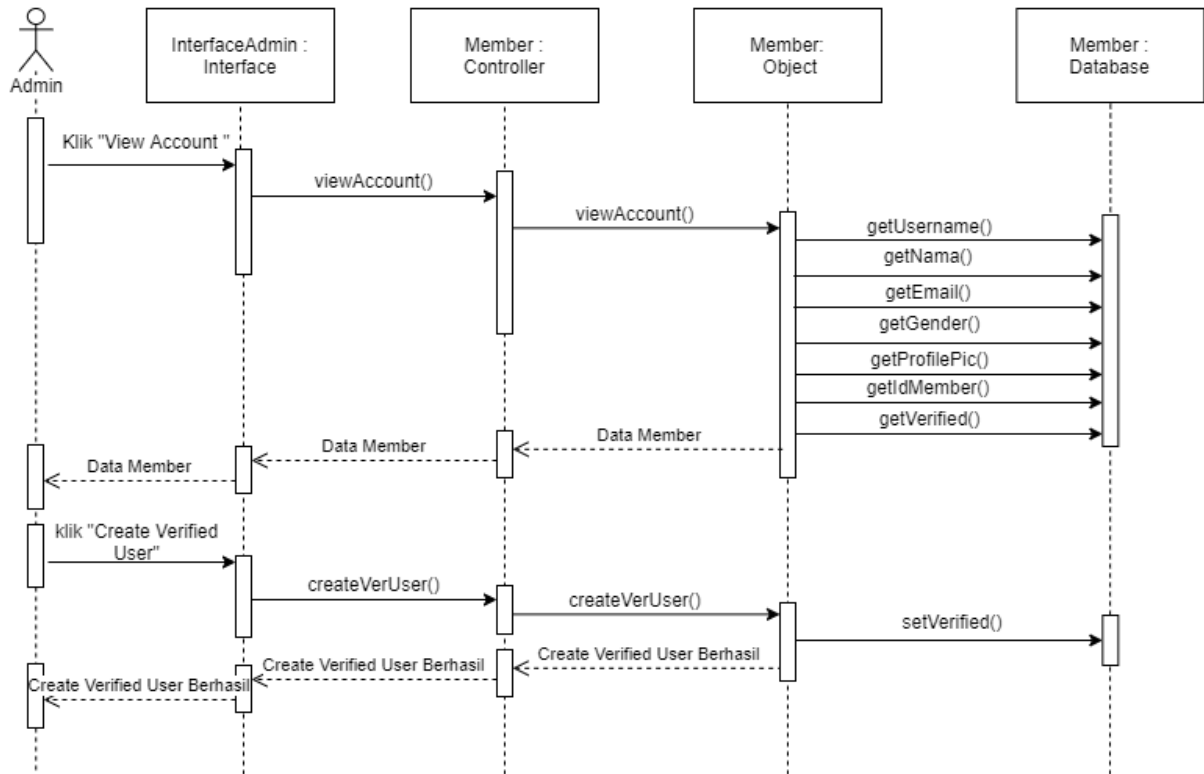 Admin
InterfaceAdmin :
Interface
Member :
Controller
Member:
Object
Member :
Database
Klik "View Account "
viewAccount()
viewAccount()
getUsername()
getNama()
getEmail()
getGender()
getProfilePic()
getIdMember()
getVerified()
Data Member
Data Member
Data Member
klik "Create Verified
User"
createVerUser()
createVerUser()
setVerified()
Create Verified User Berhasil
Create Verified User Berhasil
Create Verified User Berhasil